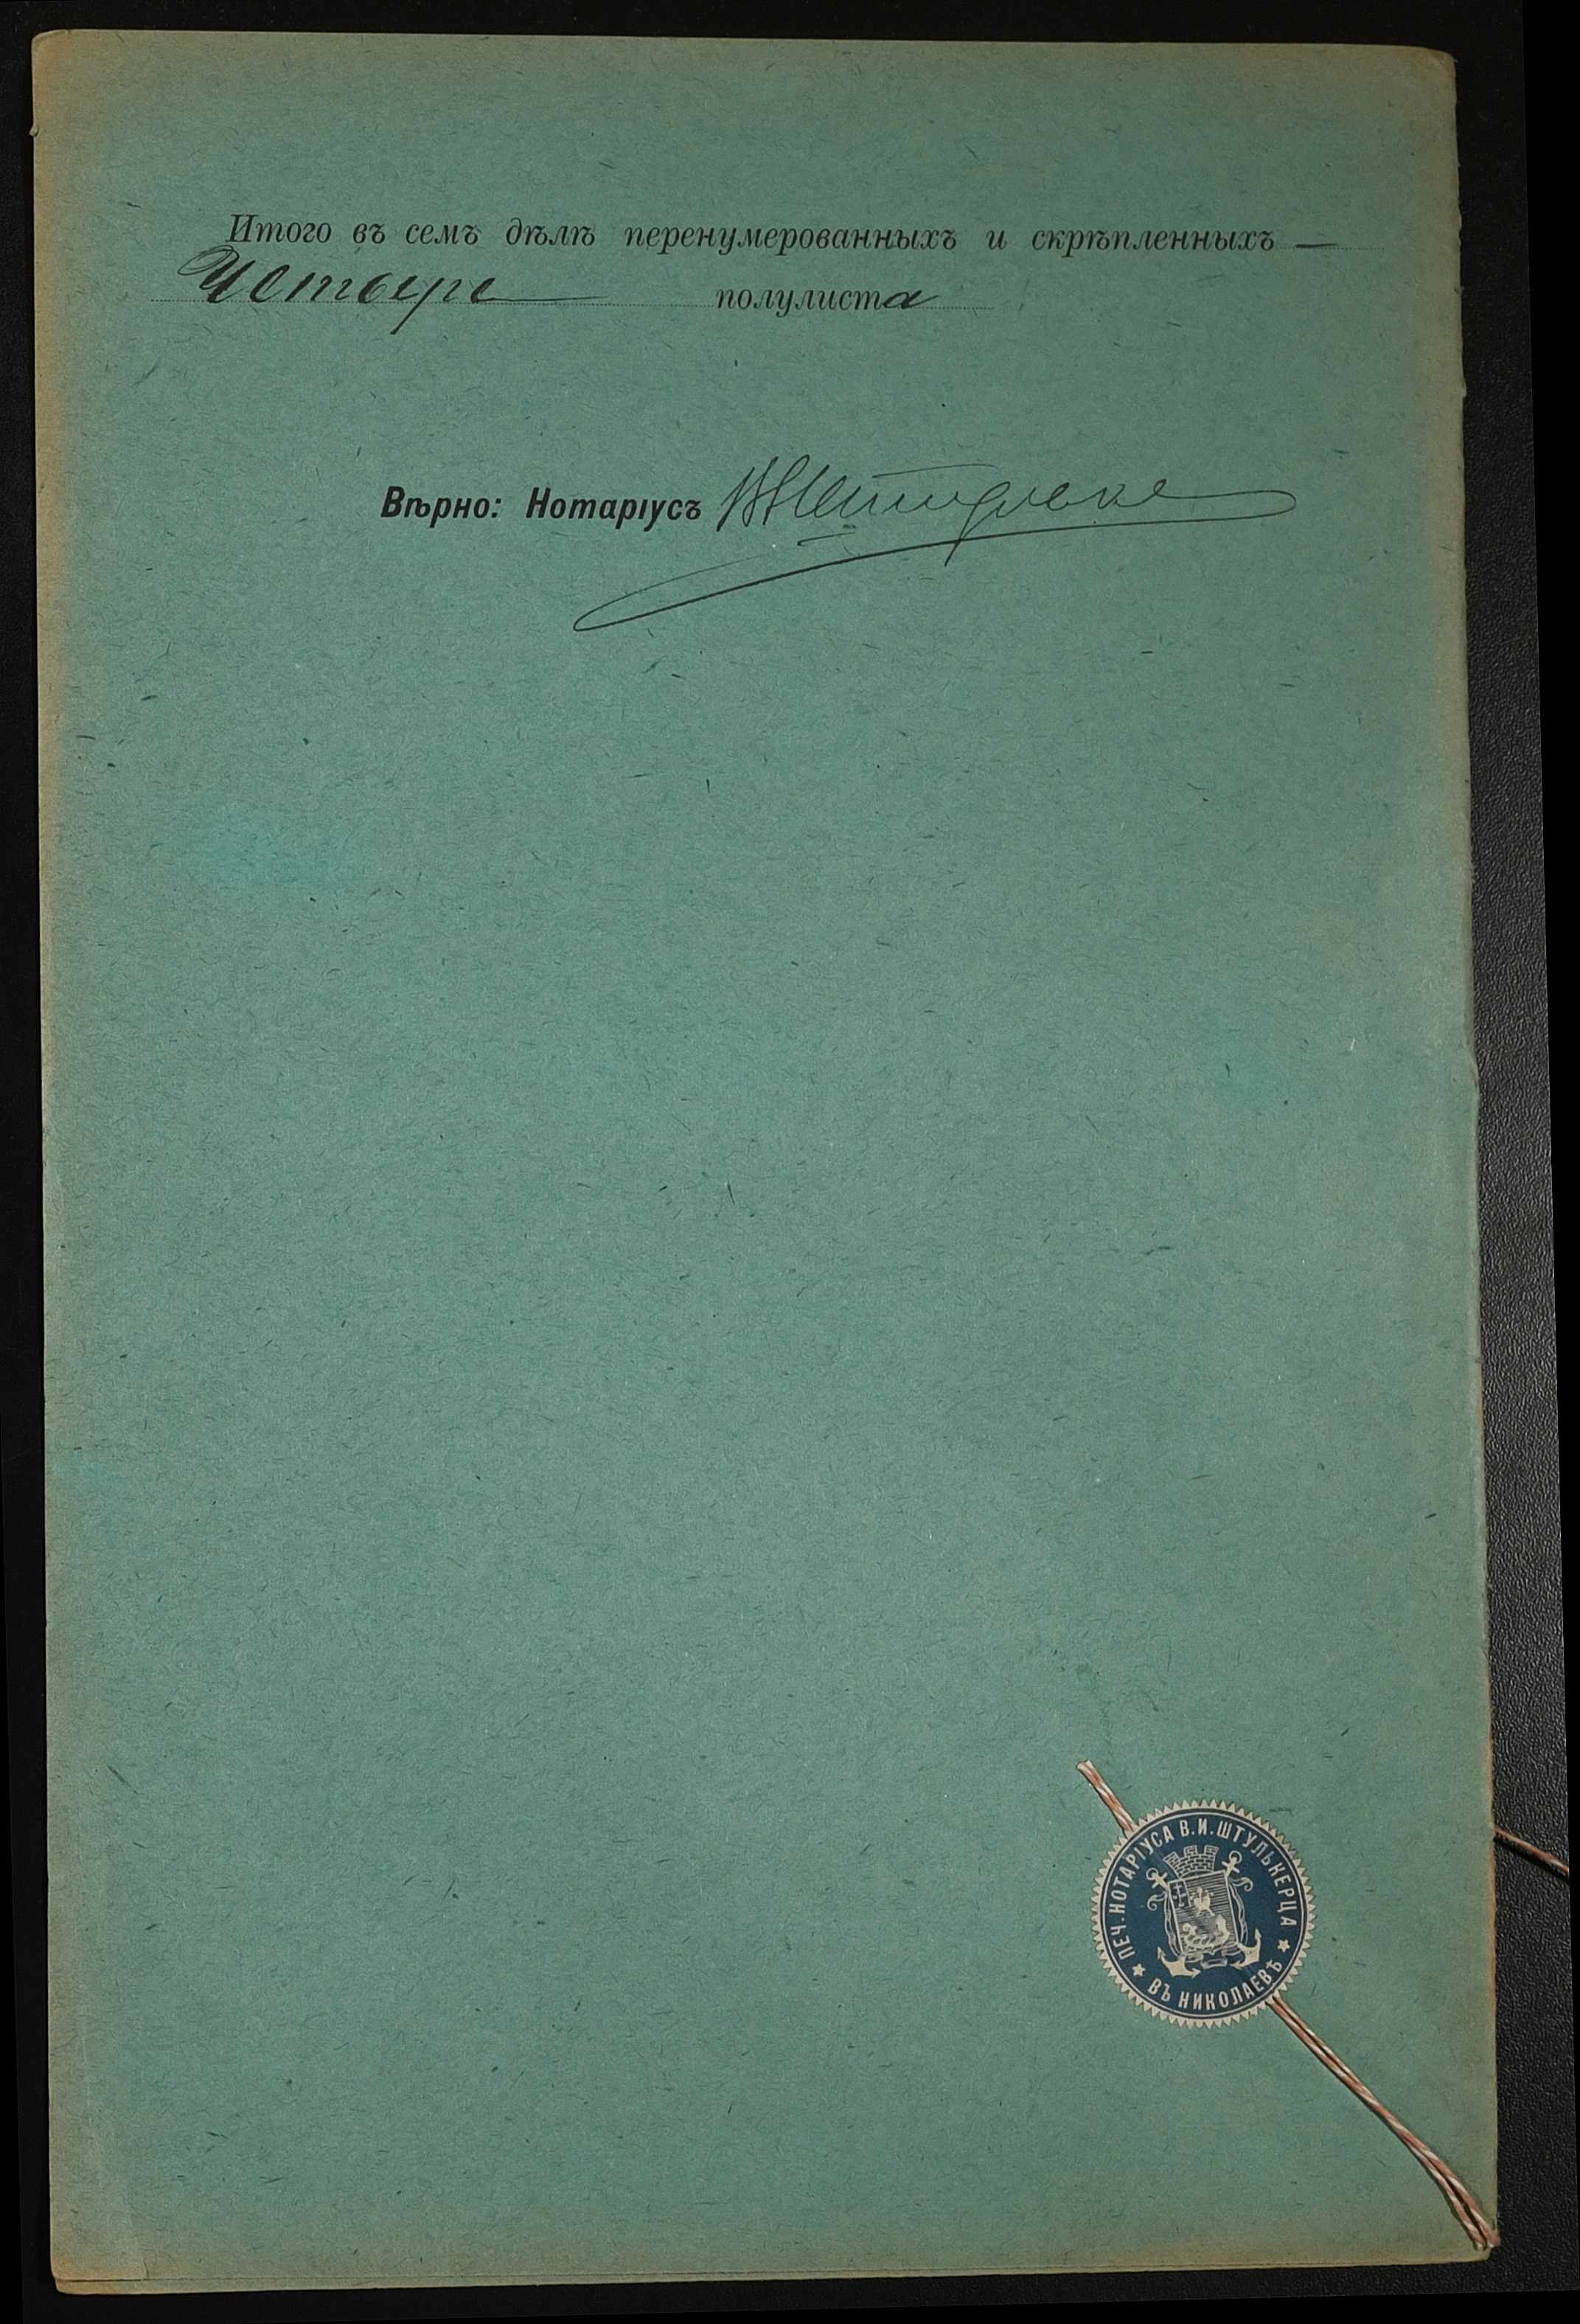 Итого въ семъ дѣлѣ перенумерованныхъ и скрѣпленныхъ —
Четыре полулиста
Вѣрно: Нотаріусъ
ПЕЧ. НОТАРІУСА В. И. ШТУЛЬКЕРЦА
ВЪ НИКОЛАЕВѢ